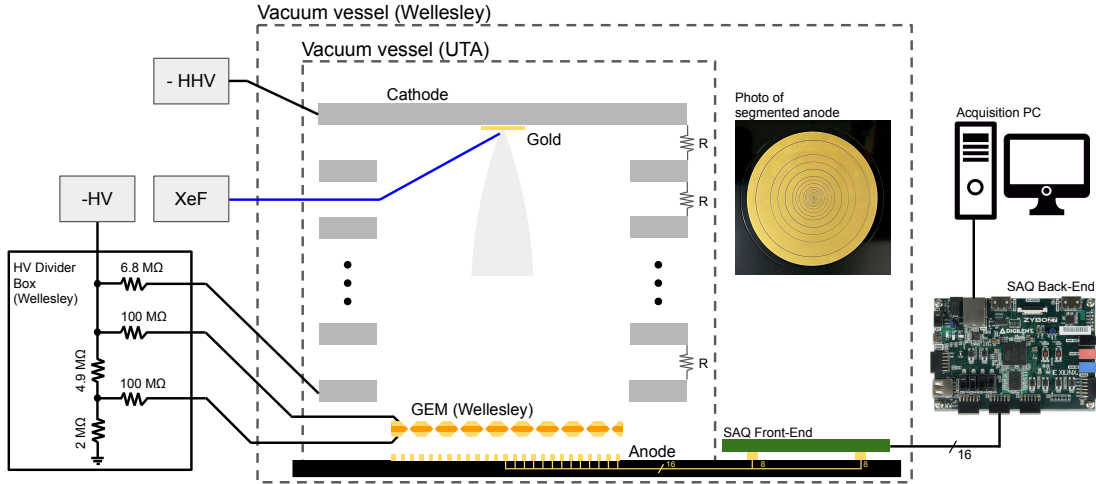 Vacuum vessel (Wellesley)
Vacuum vessel (UTA)
- HHV
Cathode
Gold
R
R
R
Photo of
segmented anode
Acquisition PC
-HV
XeF
HV Divider
Box
(Wellesley)
6.8 MΩ
100 MΩ
4.9 MΩ
100 MΩ
2 MΩ
GEM (Wellesley)
Anode
16
8
8
SAQ Front-End
16
SAQ Back-End
ZYBO
DIGILENT
XILINX